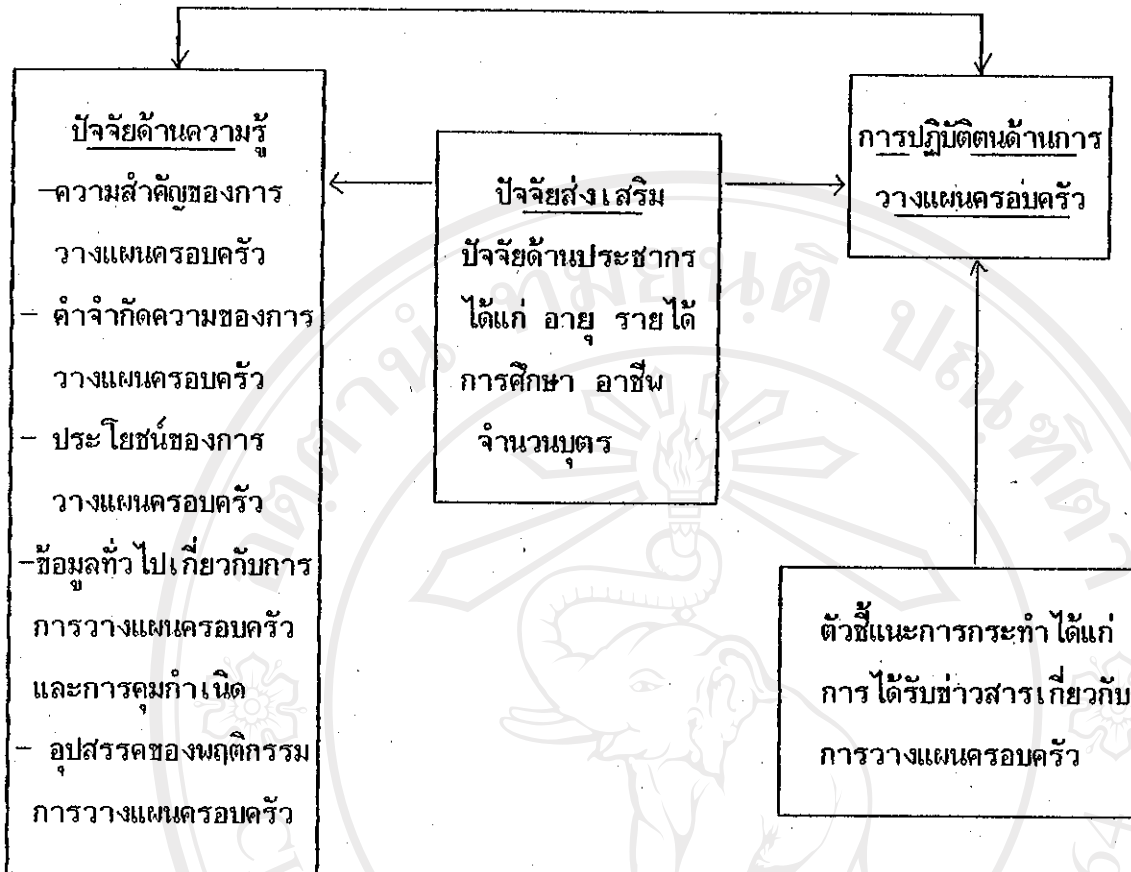 ปัจจัยด้านความรู้
-ความสำคัญของการ
วางแผนครอบครัว
- คำจำกัดความของการ
วางแผนครอบครัว
- ประโยชน์ของการ
วางแผนครอบครัว
-ข้อมูลทั่วไปเกี่ยวกับการ
การวางแผนครอบครัว
และการคุมกำเนิด
- อุปสรรคของพฤติกรรม
การวางแผนครอบครัว
ปัจจัยส่งเสริม
ปัจจัยด้านประชากร
ได้แก่ อายุ รายได้
การศึกษา อาชีพ
จำนวนบุตร
การปฏิบัติตนด้านการ
วางแผนครอบครัว
ตัวชี้แนะการกระทำ ได้แก่
การได้รับข่าวสารเกี่ยวกับ
การวางแผนครอบครัว